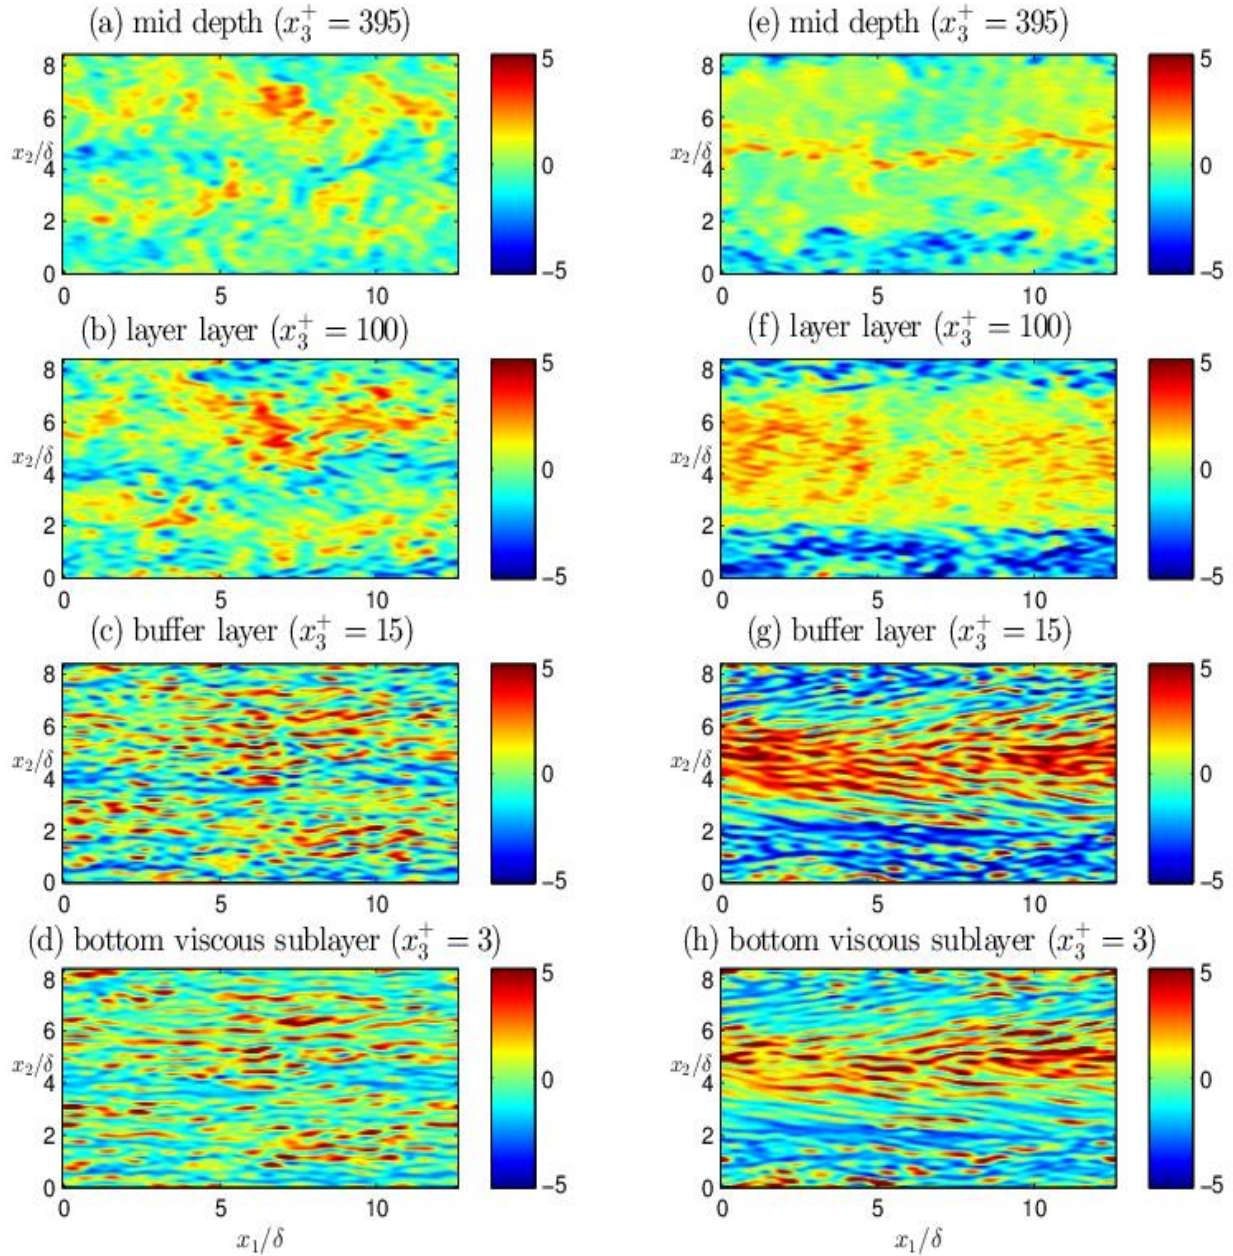 (a) mid depth (x₃⁺ = 395)
8
6
x₂/δ
4
2
0
0 5 10
5
0
−5
(e) mid depth (x₃⁺ = 395)
8
6
x₂/δ
4
2
0
0 5 10
5
0
−5
(b) layer layer (x₃⁺ = 100)
8
6
x₂/δ
4
2
0
0 5 10
5
0
−5
(f) layer layer (x₃⁺ = 100)
8
6
x₂/δ
4
2
0
0 5 10
5
0
−5
(c) buffer layer (x₃⁺ = 15)
8
6
x₂/δ
4
2
0
0 5 10
5
0
−5
(g) buffer layer (x₃⁺ = 15)
8
6
x₂/δ
4
2
0
0 5 10
5
0
−5
(d) bottom viscous sublayer (x₃⁺ = 3)
8
6
x₂/δ
4
2
0
0 5 10
x₁/δ
5
0
−5
(h) bottom viscous sublayer (x₃⁺ = 3)
8
6
x₂/δ
4
2
0
0 5 10
x₁/δ
5
0
−5